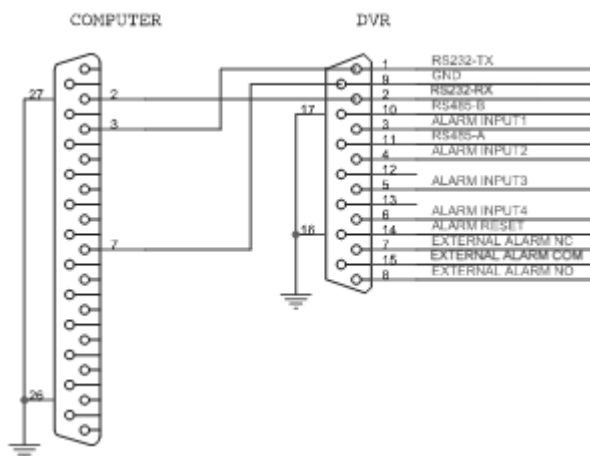 COMPUTER
DVR
27
2
3
7
26
17
16
1 RS232-TX
9 GND
2 RS232-RX
10 RS485-B
3 ALARM INPUT1
11 RS485-A
4 ALARM INPUT2
12
5 ALARM INPUT3
13
6 ALARM INPUT4
14 ALARM RESET
7 EXTERNAL ALARM NC
15 EXTERNAL ALARM COM
8 EXTERNAL ALARM NO